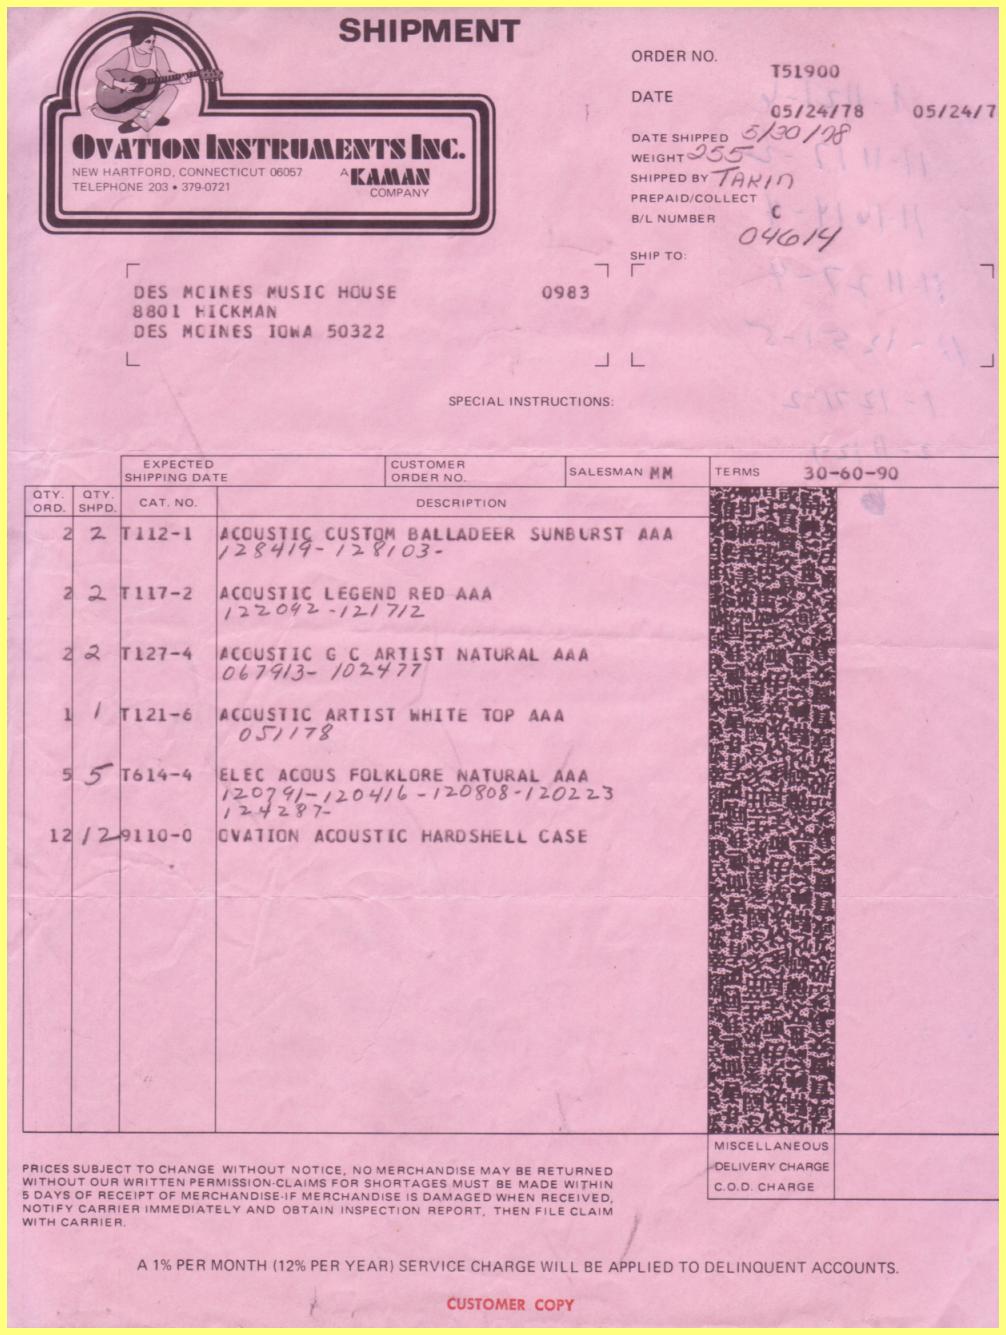 SHIPMENT
OVATION INSTRUMENTS INC.
NEW HARTFORD, CONNECTICUT 06057
TELEPHONE 203 • 379-0721
A KAMAN COMPANY
ORDER NO.
T51900
DATE
05/24/78 05/24/7
DATE SHIPPED 5/30/78
WEIGHT 255
SHIPPED BY
PREPAID/COLLECT C
B/L NUMBER 04614
SHIP TO:
DES MCINES MUSIC HOUSE 0983
8801 HICKMAN
DES MCINES IOWA 50322
SPECIAL INSTRUCTIONS:
EXPECTED SHIPPING DATE CUSTOMER ORDER NO. SALESMAN MM TERMS 30-60-90
QTY. ORD. QTY. SHPD. CAT. NO. DESCRIPTION
2 2 T112-1 ACOUSTIC CUSTOM BALLADEER SUNBURST AAA
128419- 128103-
2 2 T117-2 ACOUSTIC LEGEND RED AAA
122092-121712
2 2 T127-4 ACOUSTIC G C ARTIST NATURAL AAA
067913- 102477
1 1 T121-6 ACOUSTIC ARTIST WHITE TOP AAA
051178
5 5 T614-4 ELEC ACOUS FOLKLORE NATURAL AAA
120791-120416-120808-120223
124287-
12 12 9110-0 OVATION ACOUSTIC HARDSHELL CASE
MISCELLANEOUS
DELIVERY CHARGE
C.O.D. CHARGE
PRICES SUBJECT TO CHANGE WITHOUT NOTICE, NO MERCHANDISE MAY BE RETURNED
WITHOUT OUR WRITTEN PERMISSION-CLAIMS FOR SHORTAGES MUST BE MADE WITHIN
5 DAYS OF RECEIPT OF MERCHANDISE-IF MERCHANDISE IS DAMAGED WHEN RECEIVED,
NOTIFY CARRIER IMMEDIATELY AND OBTAIN INSPECTION REPORT, THEN FILE CLAIM
WITH CARRIER.
A 1% PER MONTH (12% PER YEAR) SERVICE CHARGE WILL BE APPLIED TO DELINQUENT ACCOUNTS.
CUSTOMER COPY